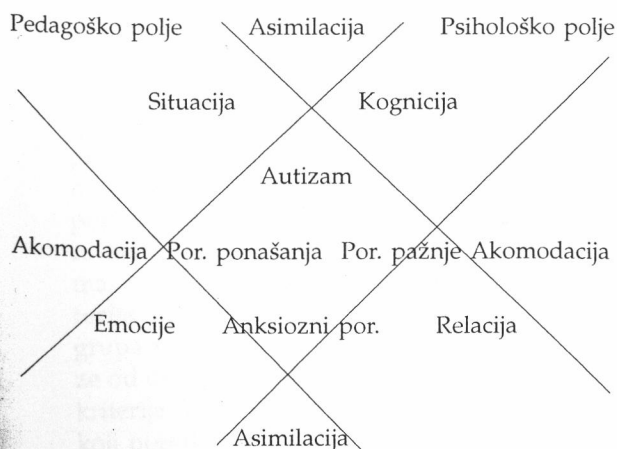 Pedagoško polje Asimilacija Psihološko polje
Situacija Kognicija
Autizam
Akomodacija Por. ponašanja Por. pažnje Akomodacija
Emocije Anksiozni por. Relacija
Asimilacija